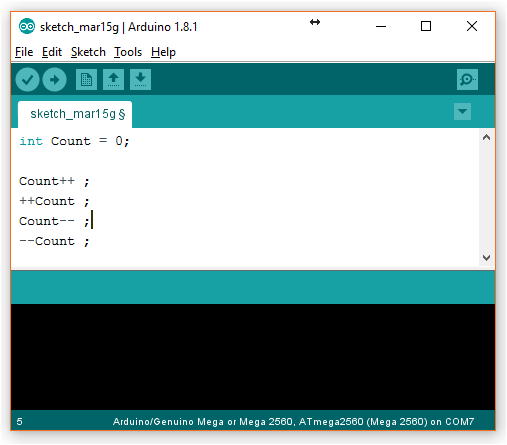 sketch_mar15g | Arduino 1.8.1
File Edit Sketch Tools Help
sketch_mar15g §
int Count = 0;
Count++ ;
++Count ;
Count-- ;
--Count ;
5 Arduino/Genuino Mega or Mega 2560, ATmega2560 (Mega 2560) on COM7